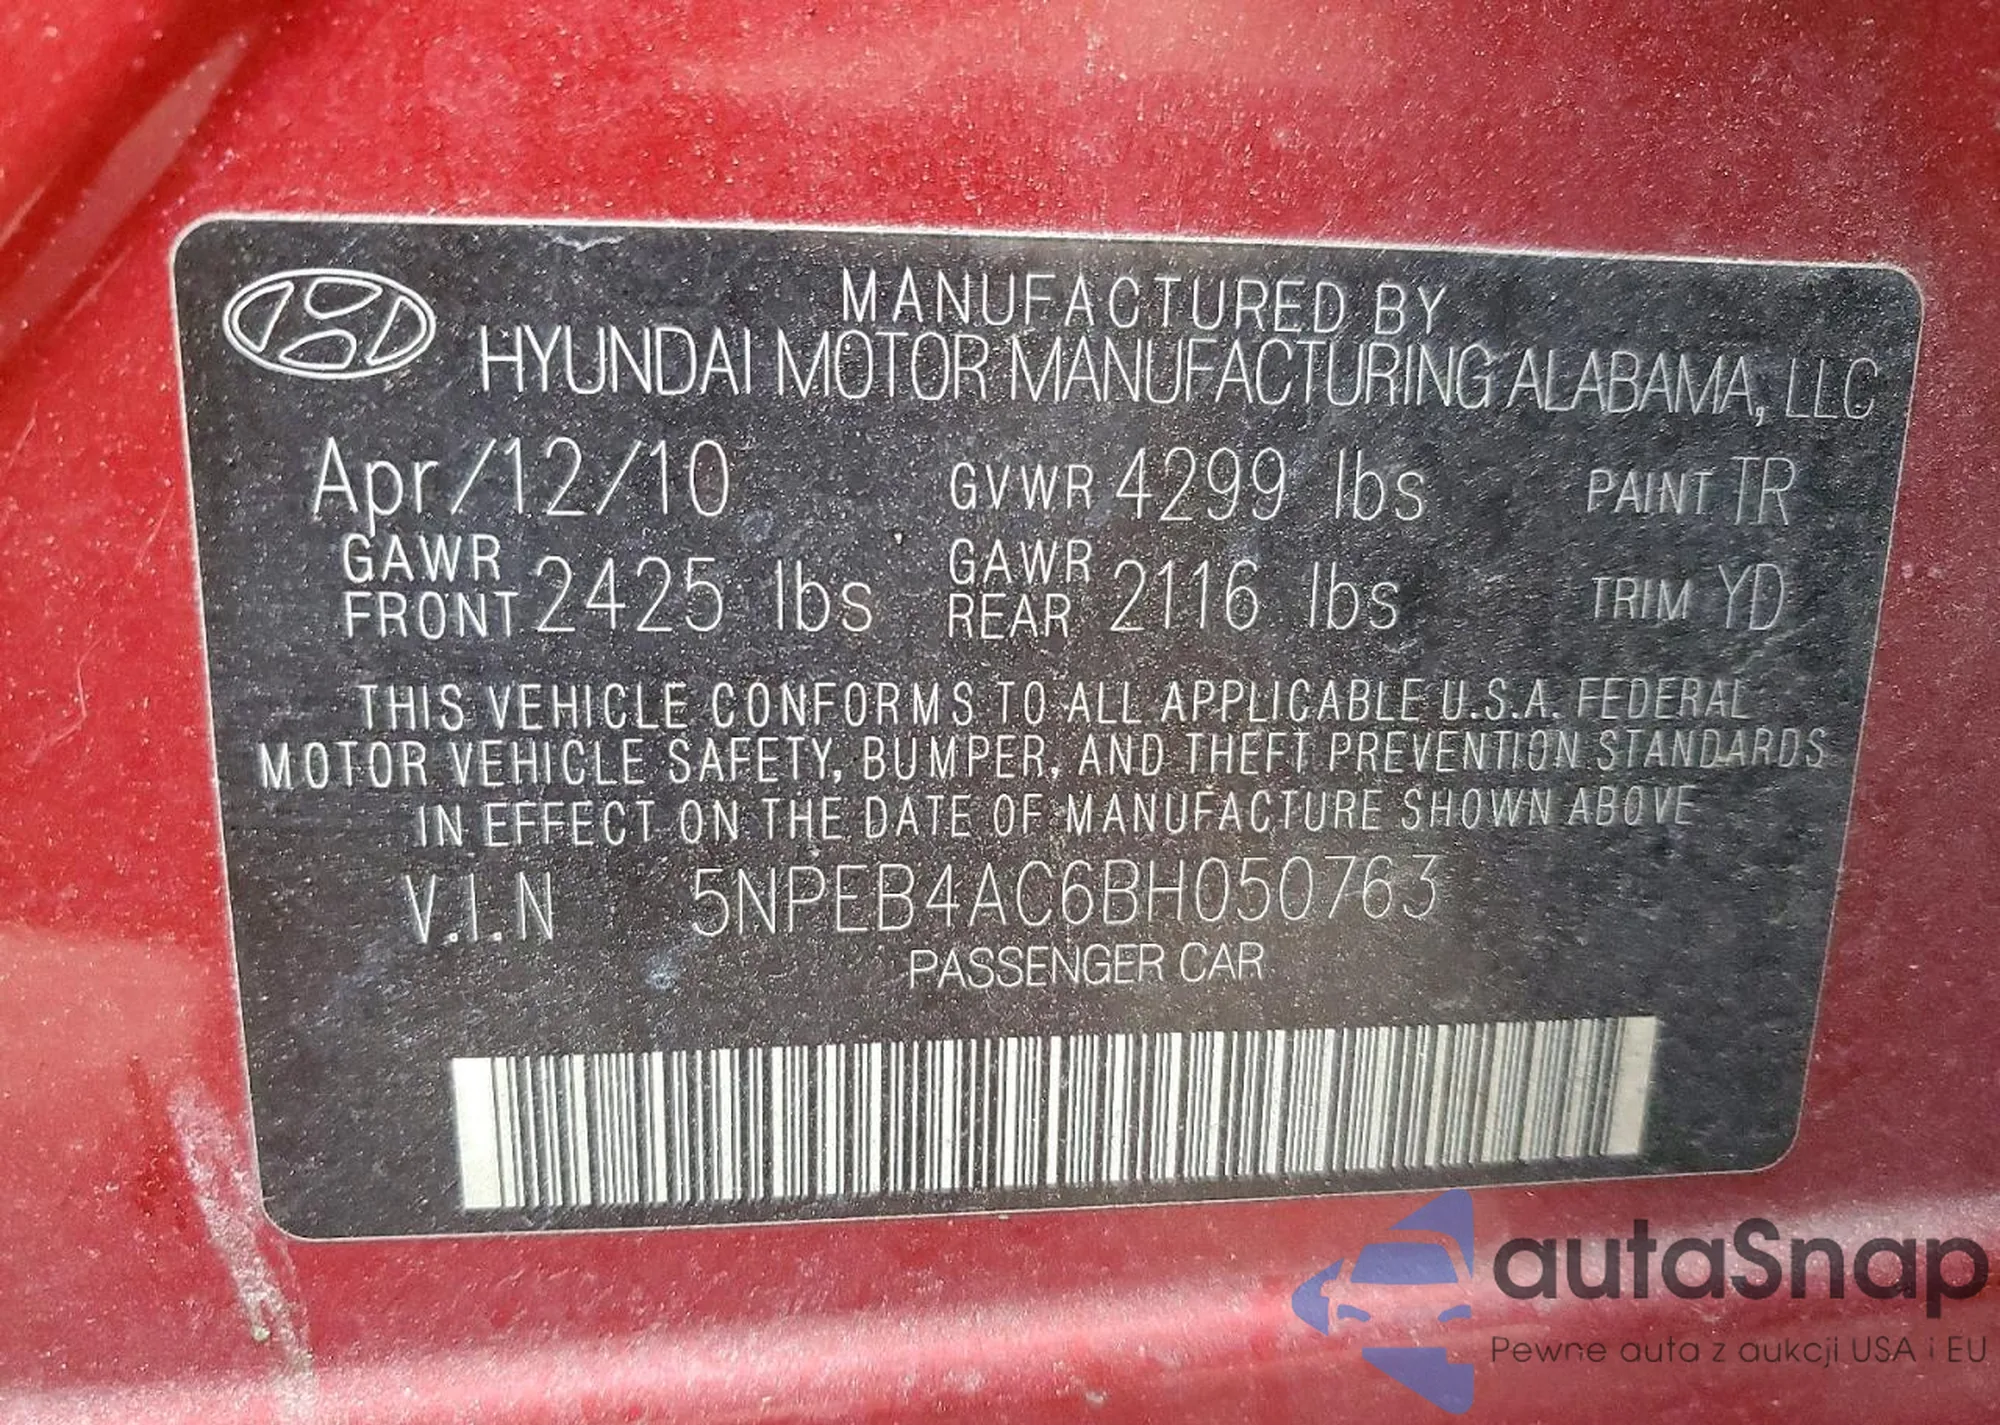 MANUFACTURED BY
HYUNDAI MOTOR MANUFACTURING ALABAMA, LLC
Apr/12/10 GVWR 4299 lbs PAINT TR
GAWR FRONT 2425 lbs GAWR REAR 2116 lbs TRIM YD
THIS VEHICLE CONFORMS TO ALL APPLICABLE U.S.A. FEDERAL
MOTOR VEHICLE SAFETY, BUMPER, AND THEFT PREVENTION STANDARDS
IN EFFECT ON THE DATE OF MANUFACTURE SHOWN ABOVE
V.I.N 5NPEB4AC6BH050763
PASSENGER CAR
autaSnap
Pewne auta z aukcji USA i EU